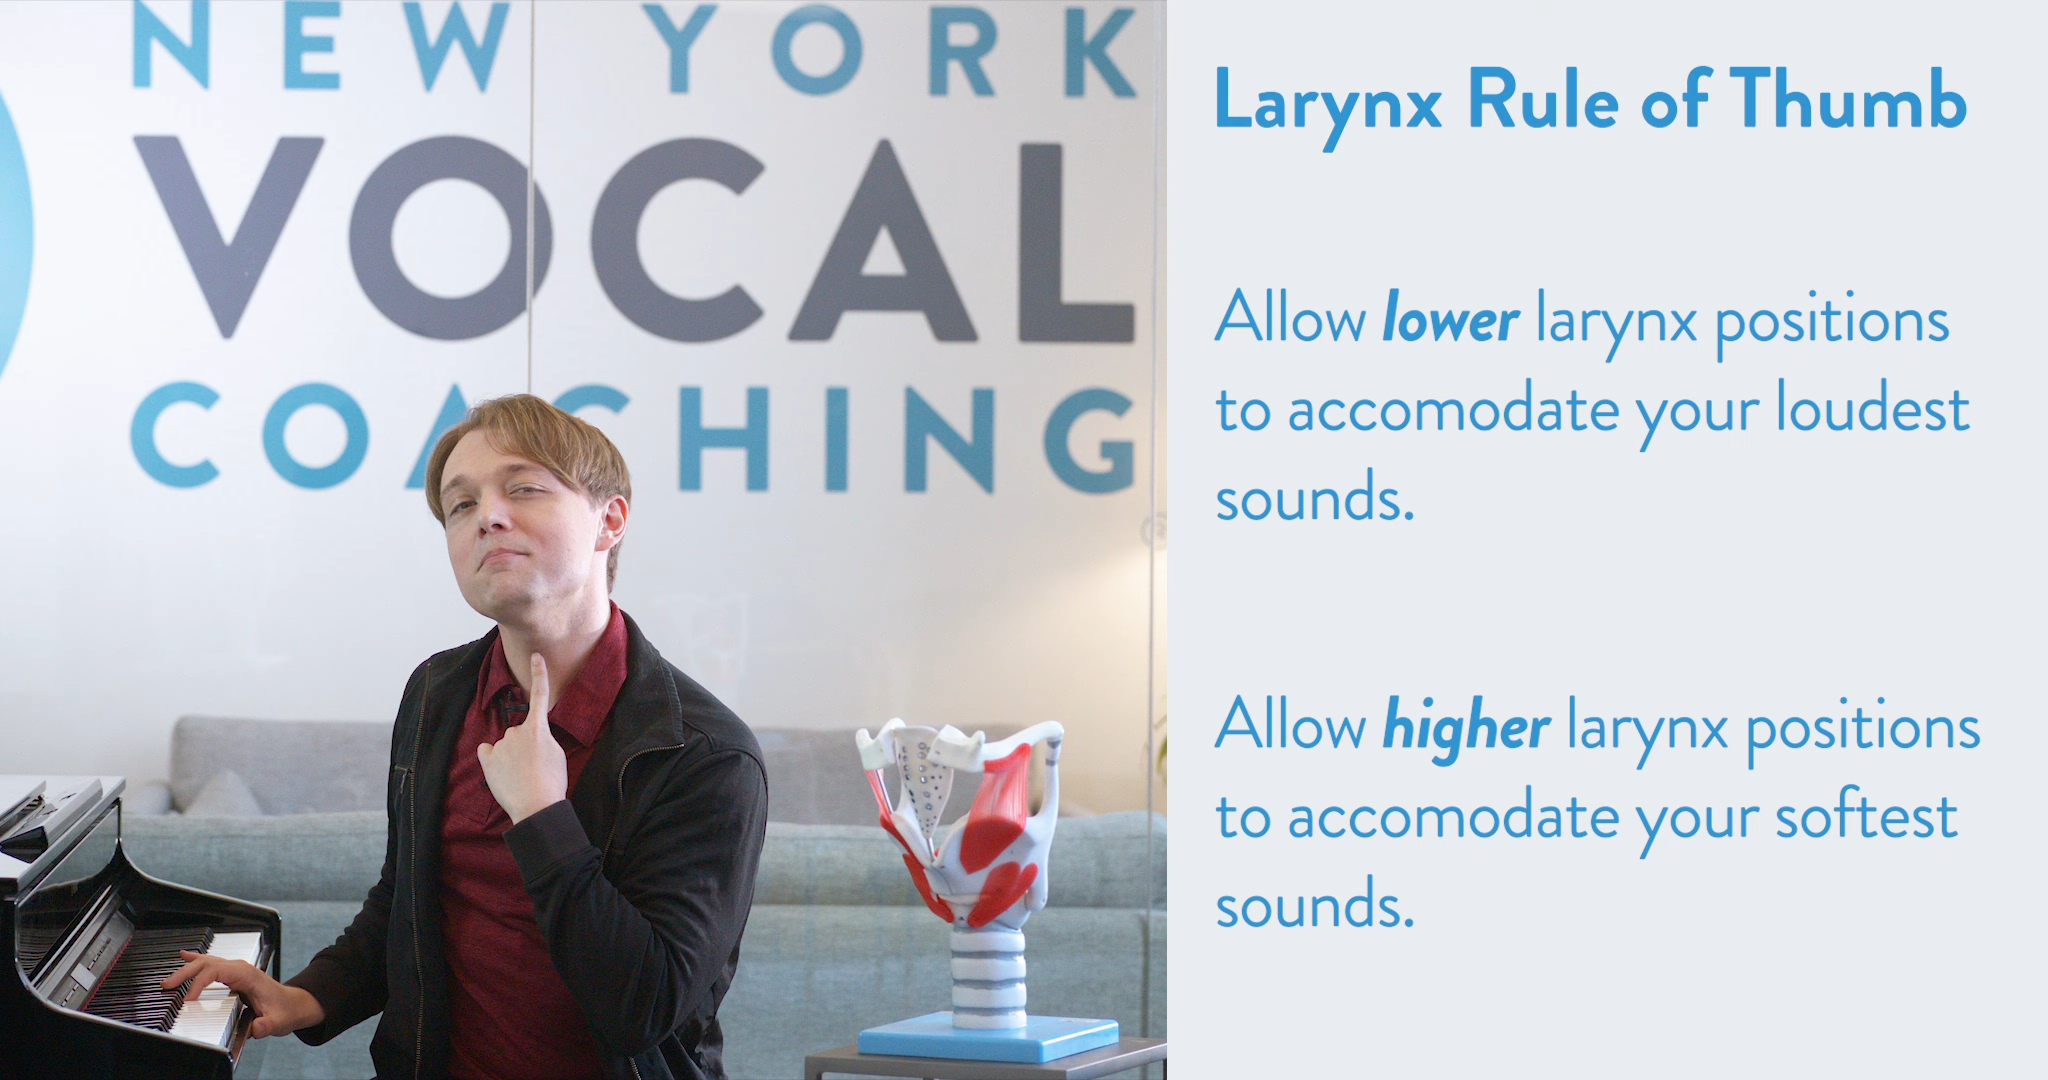 NEW YORK
VOCAL
COACHING
Larynx Rule of Thumb
Allow lower larynx positions
to accomodate your loudest
sounds.
Allow higher larynx positions
to accomodate your softest
sounds.